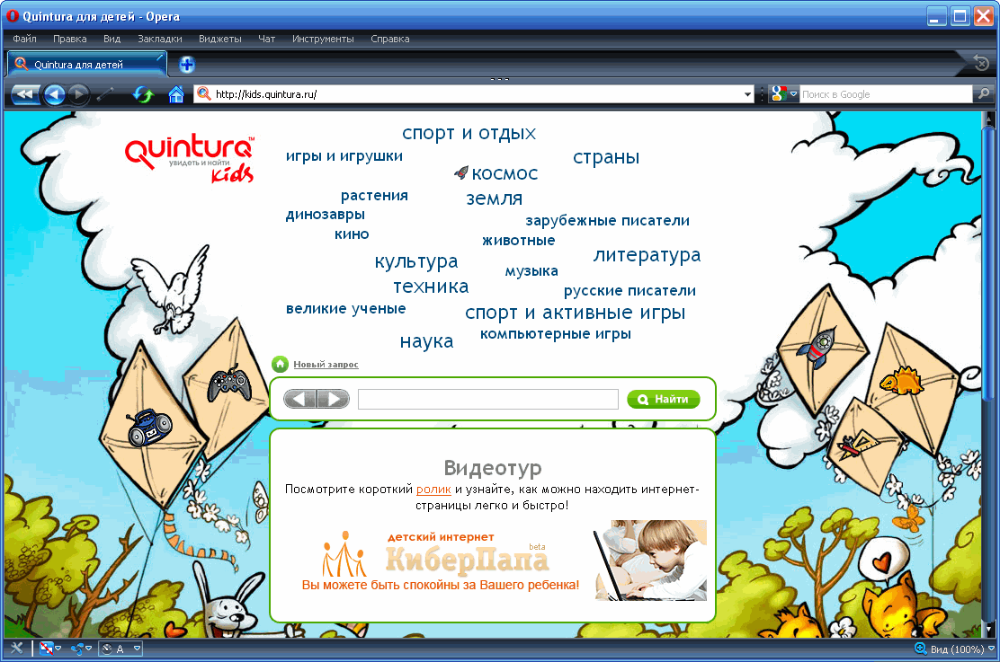 Quintura для детей - Opera
Файл Правка Вид Закладки Виджеты Чат Инструменты Справка
Quintura для детей
http://kids.quintura.ru/ Поиск в Google
quintura
увидеть и найти
kids
спорт и отдых
игры и игрушки
страны
космос
растения
земля
динозавры
зарубежные писатели
кино
животные
культура
литература
музыка
техника
русские писатели
великие ученые
спорт и активные игры
наука
компьютерные игры
Новый запрос
Найти
Видеотур
Посмотрите короткий ролик и узнайте, как можно находить интернет-
страницы легко и быстро!
детский интернет
КиберПапа beta
Вы можете быть спокойны за Вашего ребенка!
A
Вид (100%)